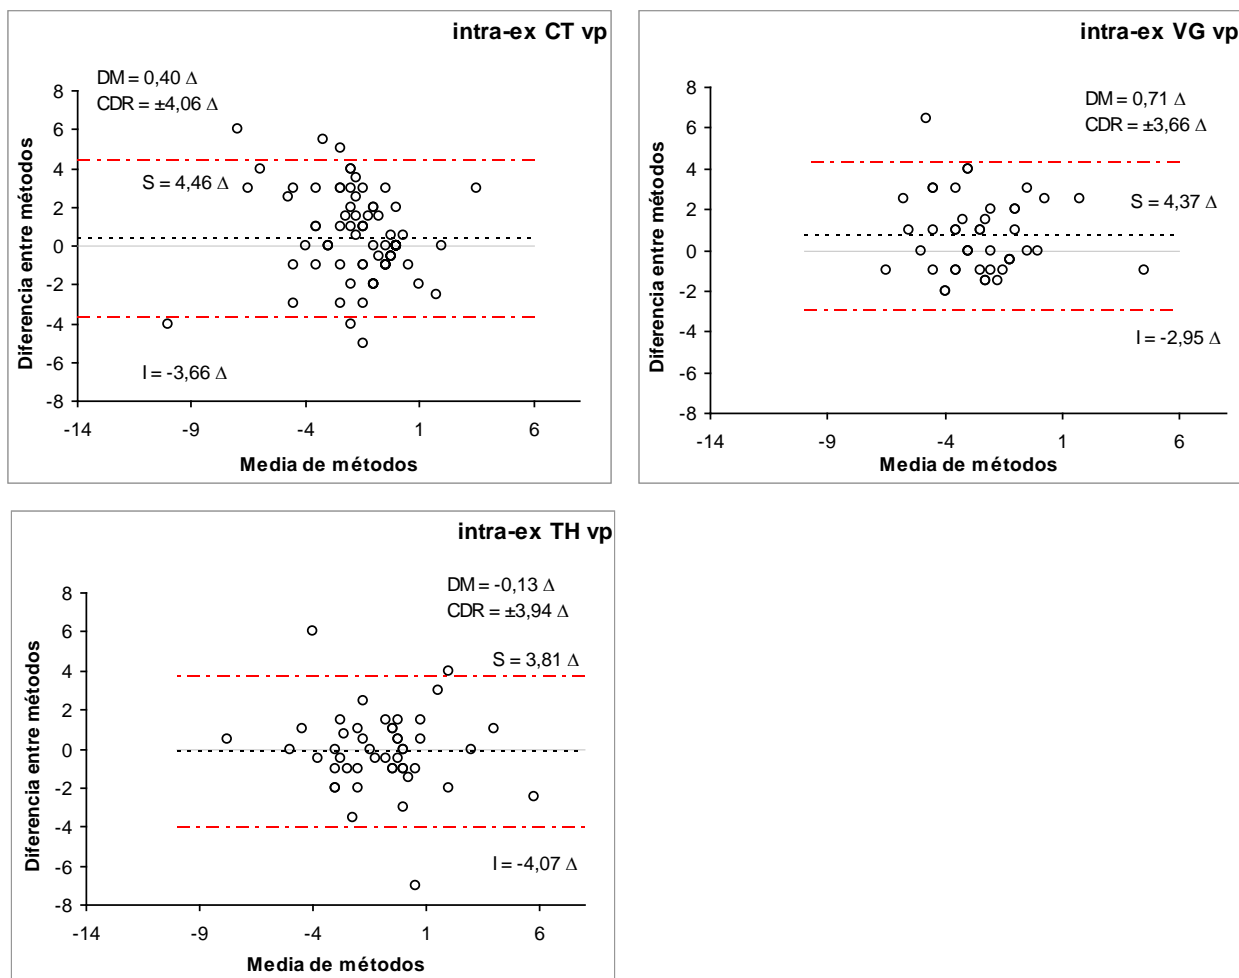 intra-ex CT vp
DM = 0,40 Δ
CDR = ±4,06 Δ
8
6
4
2
0
-2
-4
-6
-8
S = 4,46 Δ
I = -3,66 Δ
-14
-9
-4
1
6
Diferencia entre métodos
Media de métodos
intra-ex VG vp
DM = 0,71 Δ
CDR = ±3,66 Δ
8
6
4
2
0
-2
-4
-6
-8
S = 4,37 Δ
I = -2,95 Δ
-14
-9
-4
1
6
Diferencia entre métodos
Media de métodos
intra-ex TH vp
DM = -0,13 Δ
CDR = ±3,94 Δ
8
6
4
2
0
-2
-4
-6
-8
S = 3,81 Δ
I = -4,07 Δ
-14
-9
-4
1
6
Diferencia entre métodos
Media de métodos